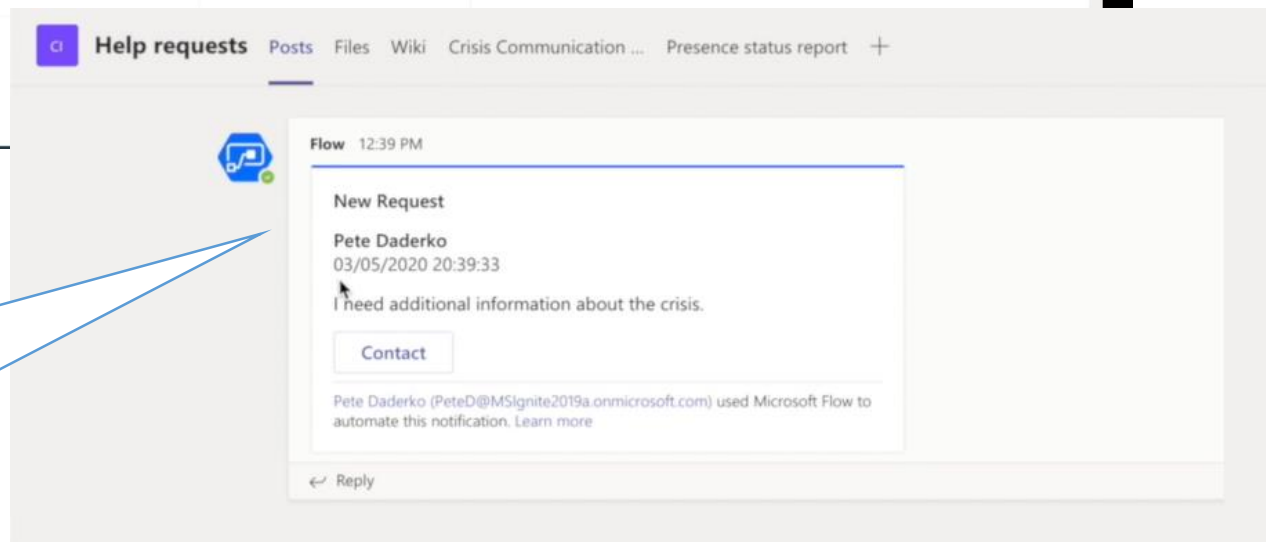 CI Help requests Posts Files Wiki Crisis Communication ... Presence status report +
Flow 12:39 PM
New Request
Pete Daderko
03/05/2020 20:39:33
I need additional information about the crisis.
Contact
Pete Daderko (PeteD@MSIgnite2019a.onmicrosoft.com) used Microsoft Flow to
automate this notification. Learn more
Reply